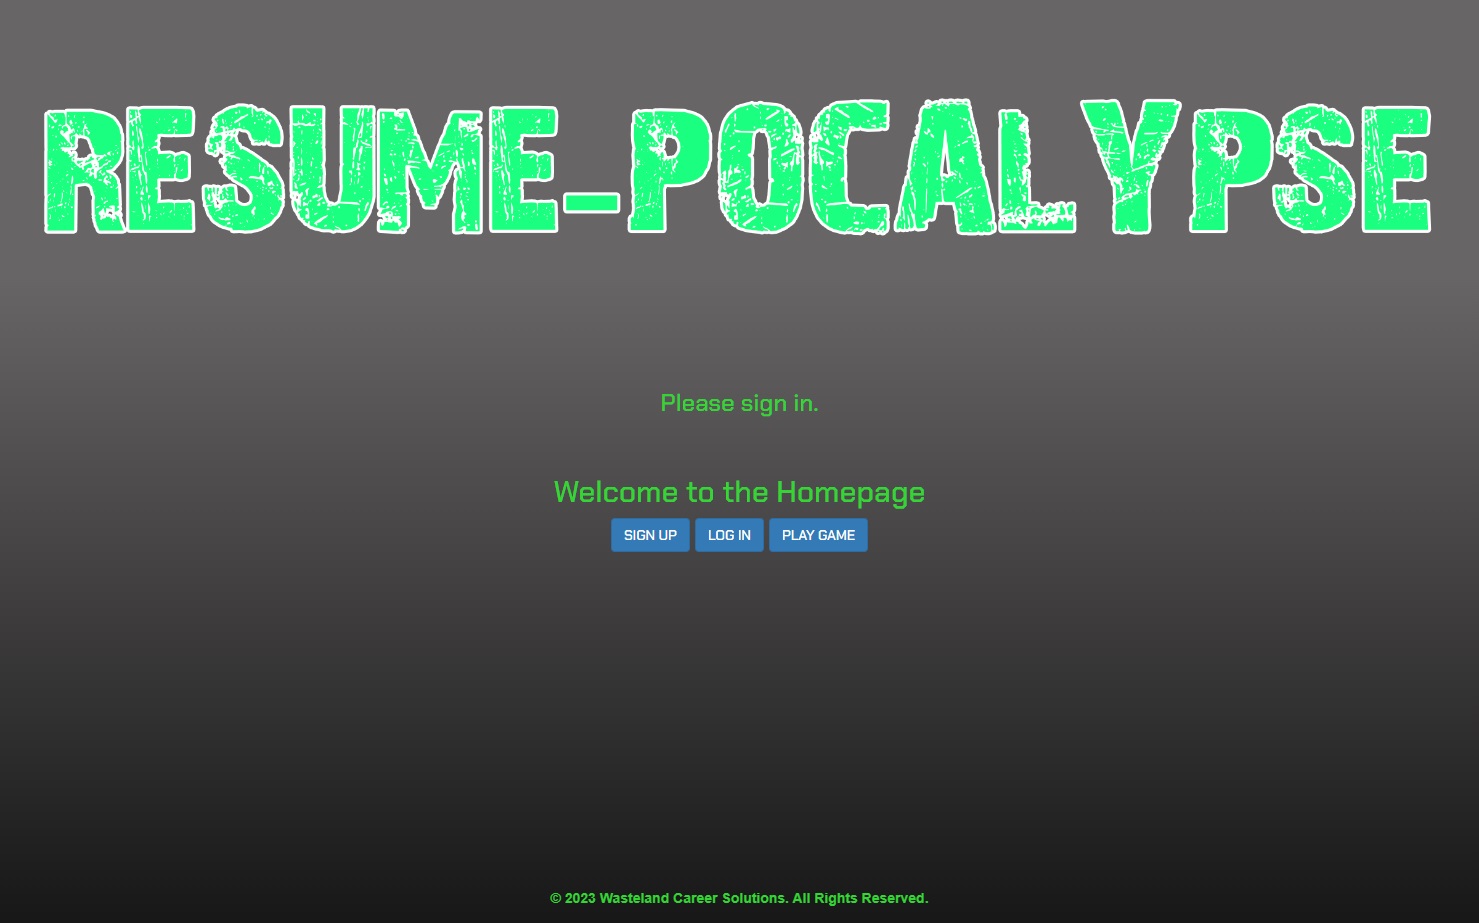 RESUME-POCALYPSE
Please sign in.
Welcome to the Homepage
SIGN UP LOG IN PLAY GAME
© 2023 Wasteland Career Solutions. All Rights Reserved.